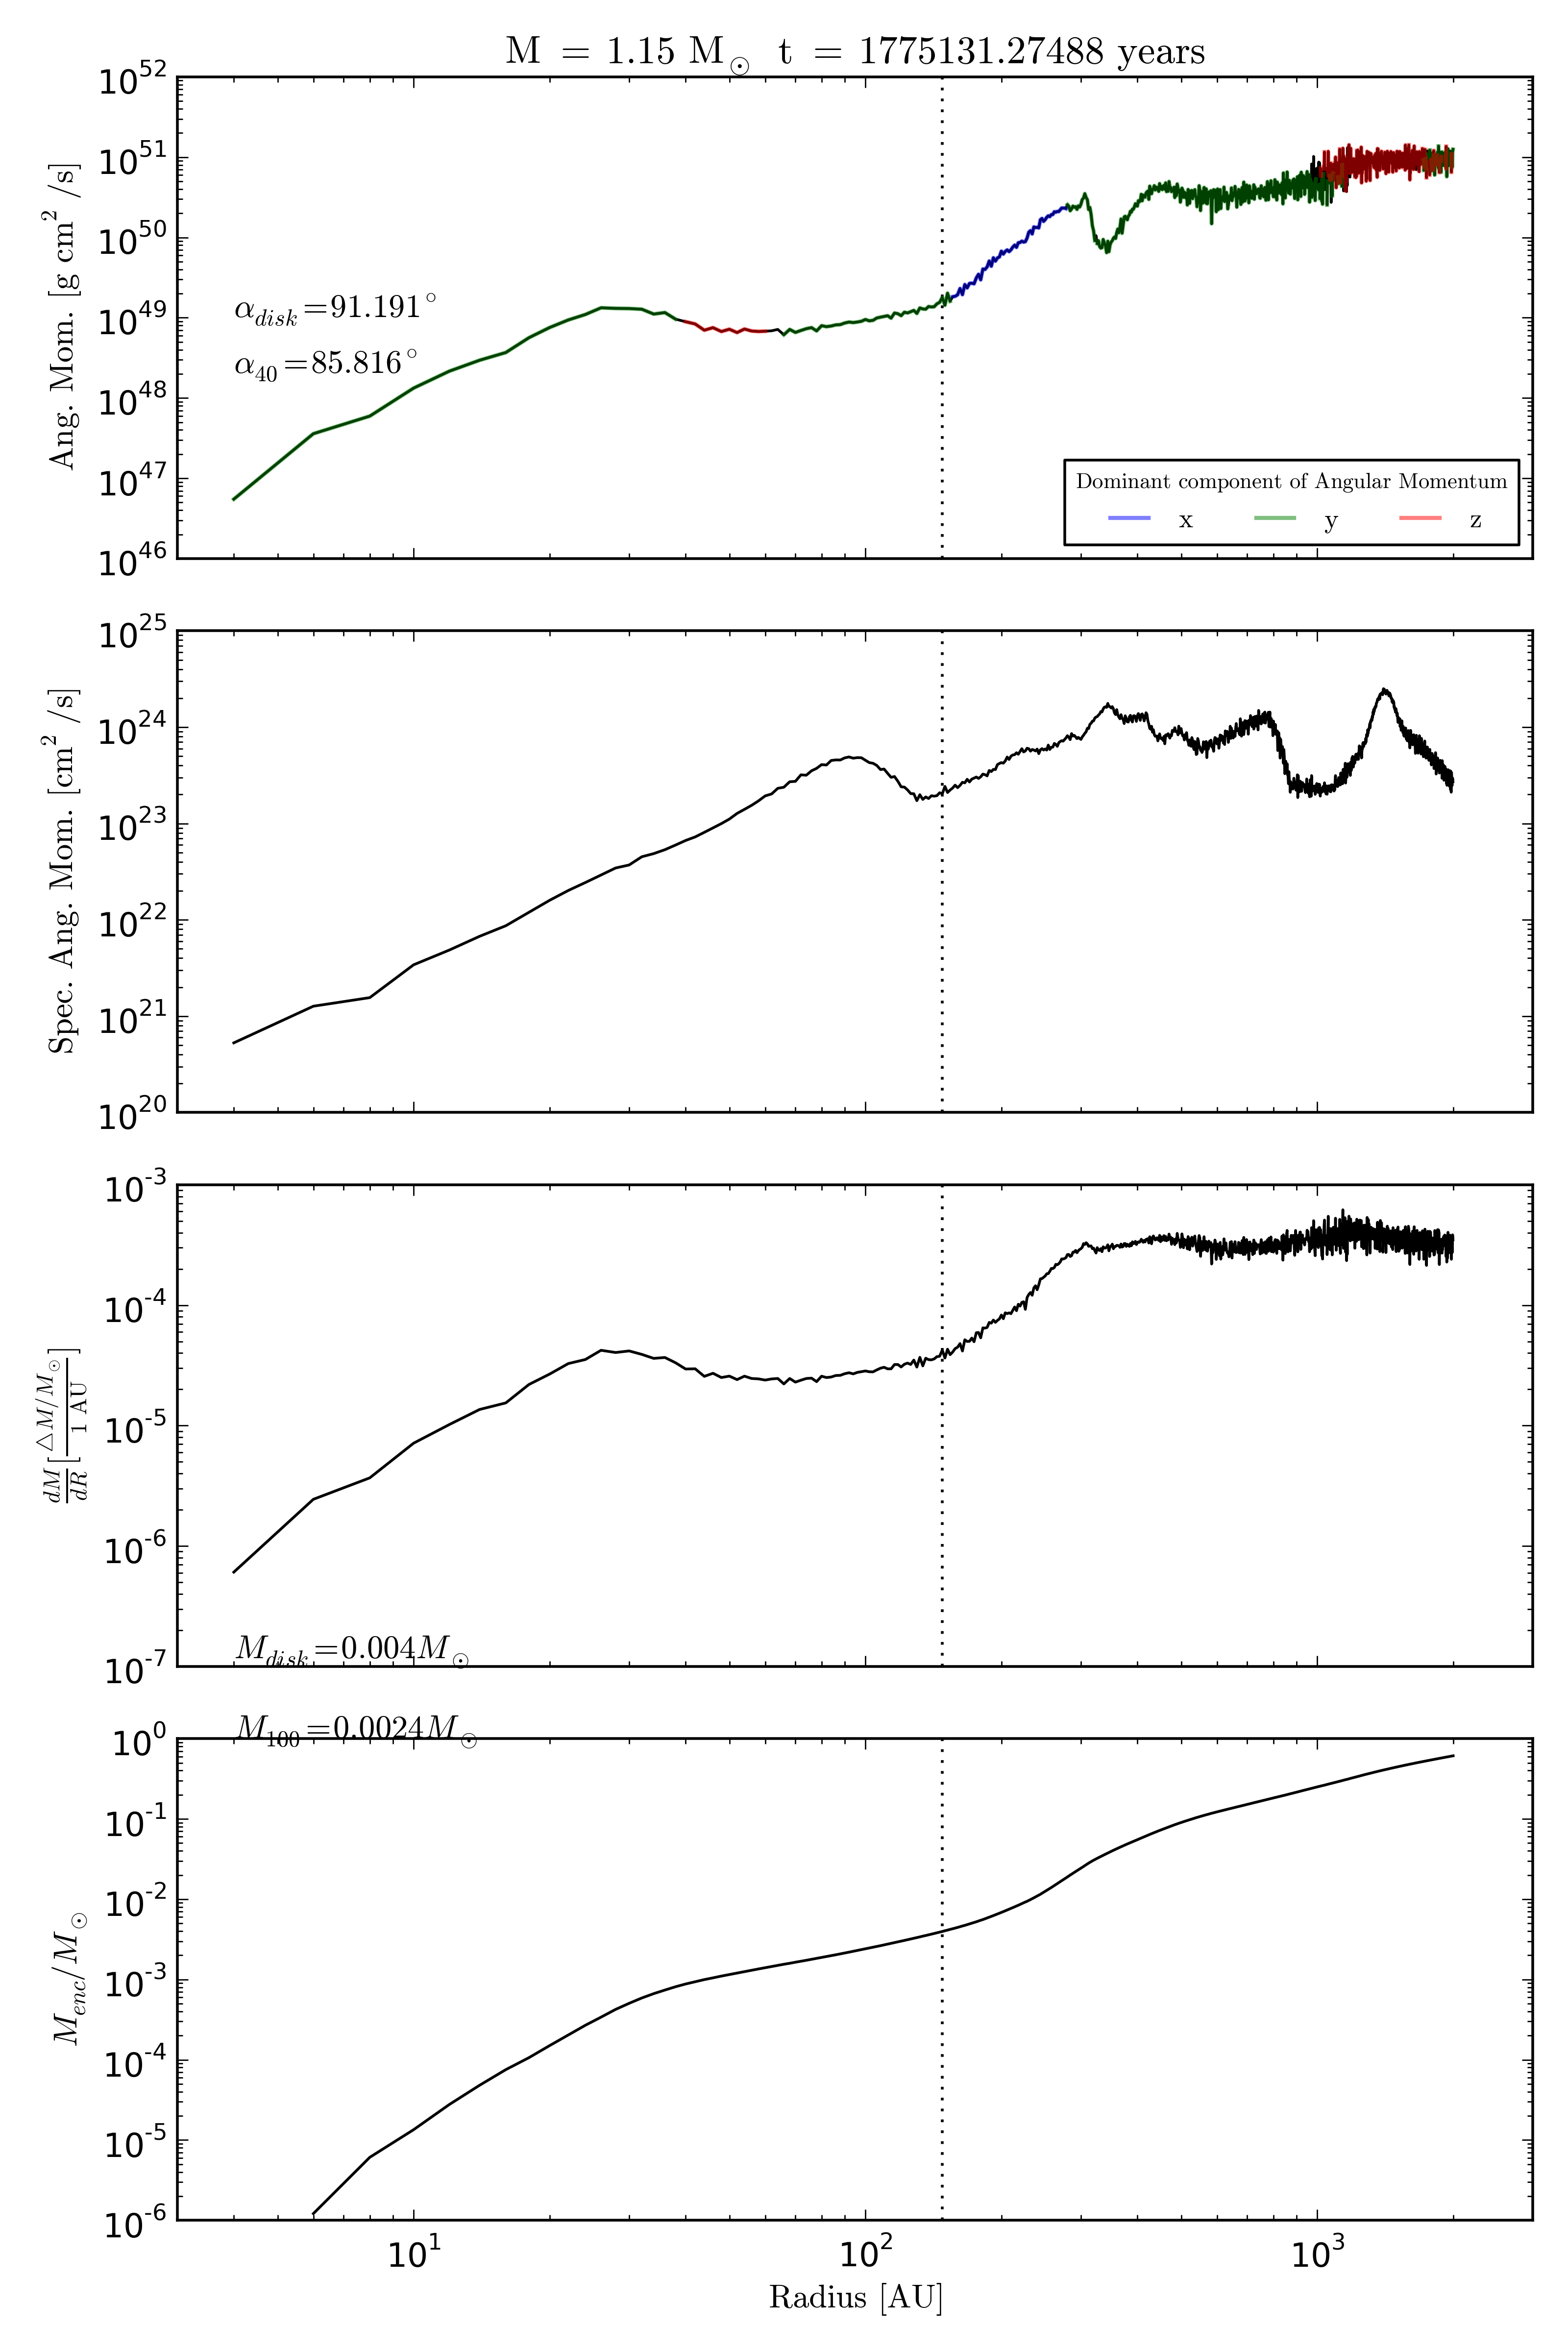 M = 1.15 M⊙ t = 1775131.27488 years
10^52
10^51
10^50
10^49
10^48
10^47
10^46
Ang. Mom. [g cm^2 /s]
α_disk=91.191°
α_40=85.816°
Dominant component of Angular Momentum
x y z
10^25
10^24
10^23
10^22
10^21
10^20
Spec. Ang. Mom. [cm^2 /s]
10^-3
10^-4
10^-5
10^-6
10^-7
dM/dR [△M/M⊙ / 1 AU]
M_disk=0.004M⊙
M_100=0.0024M⊙
10^0
10^-1
10^-2
10^-3
10^-4
10^-5
10^-6
M_enc/M⊙
10^1 10^2 10^3
Radius [AU]